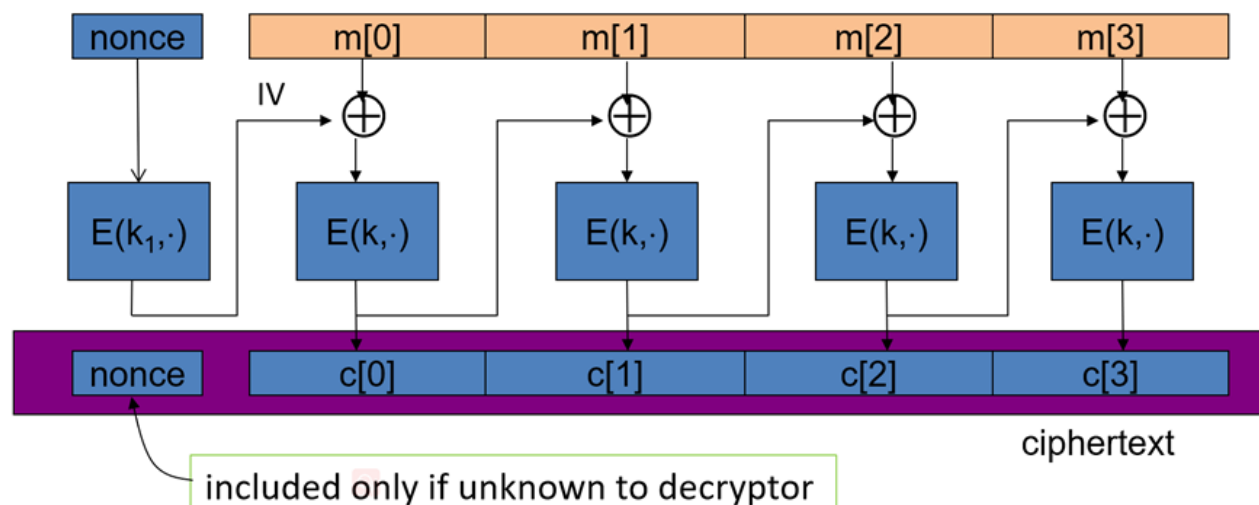 nonce m[0] m[1] m[2] m[3]
IV
E(k₁,·) E(k,·) E(k,·) E(k,·) E(k,·)
nonce c[0] c[1] c[2] c[3]
ciphertext
included only if unknown to decryptor